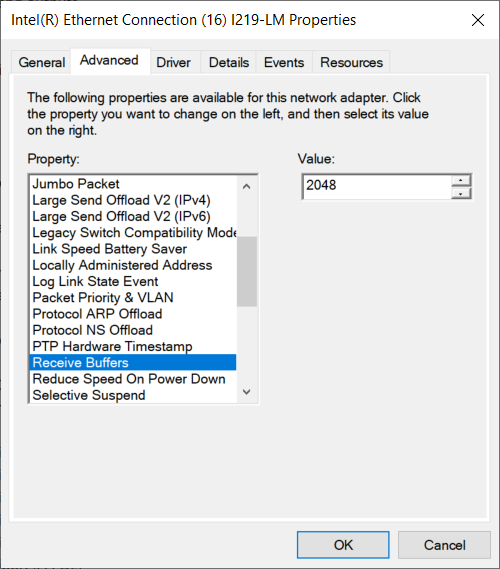 Intel(R) Ethernet Connection (16) I219-LM Properties
General Advanced Driver Details Events Resources
The following properties are available for this network adapter. Click
the property you want to change on the left, and then select its value
on the right.
Property:
Value:
Jumbo Packet
Large Send Offload V2 (IPv4)
Large Send Offload V2 (IPv6)
Legacy Switch Compatibility Mode
Link Speed Battery Saver
Locally Administered Address
Log Link State Event
Packet Priority & VLAN
Protocol ARP Offload
Protocol NS Offload
PTP Hardware Timestamp
Receive Buffers
Reduce Speed On Power Down
Selective Suspend
2048
OK
Cancel